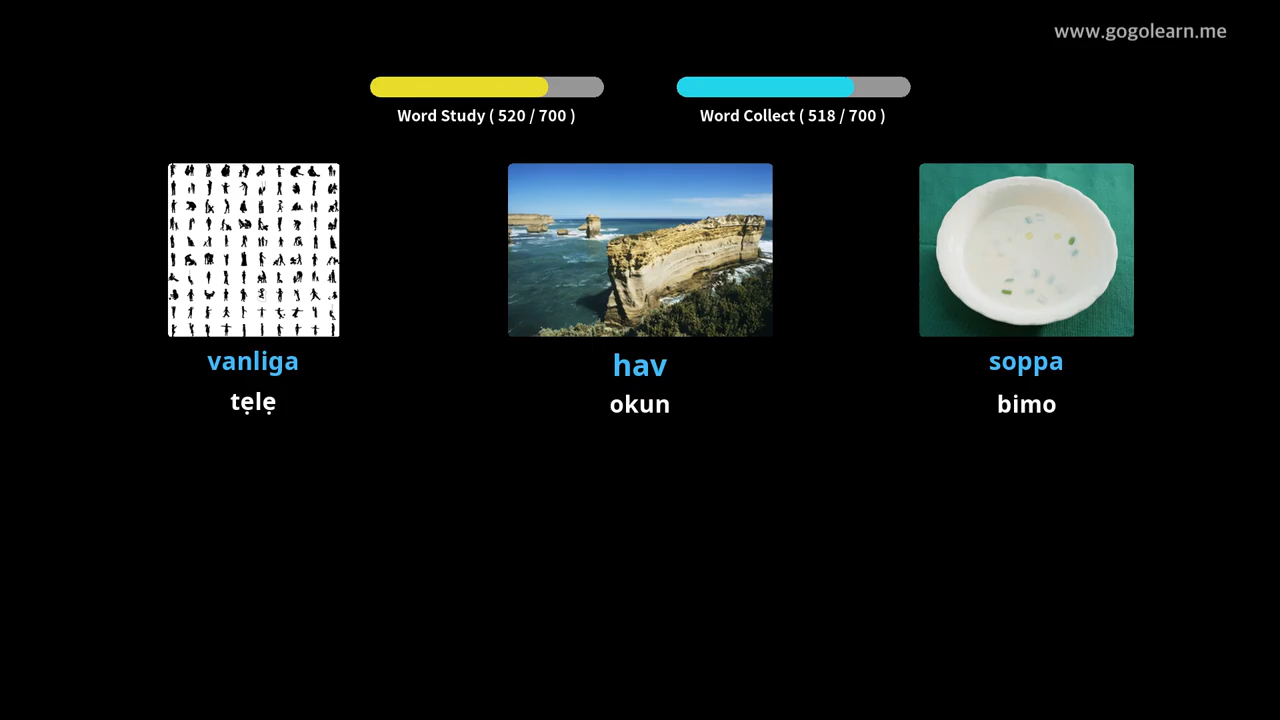 www.gogolearn.me
Word Study ( 520 / 700 )
Word Collect ( 518 / 700 )
vanliga
tẹlẹ
hav
okun
soppa
bimo